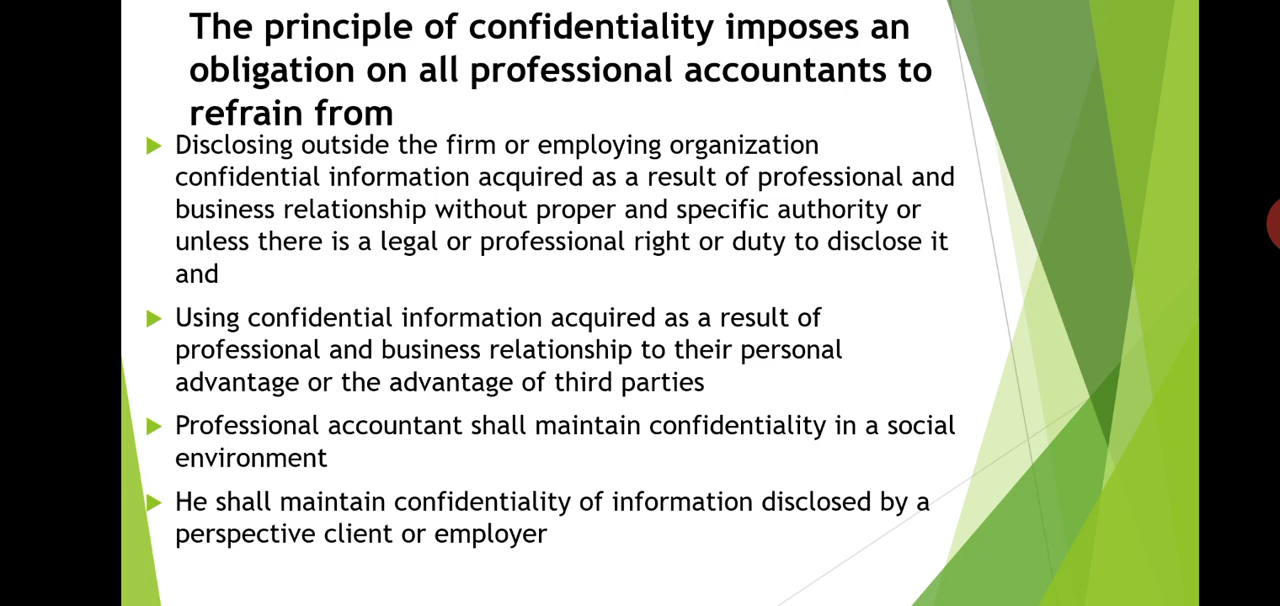 The principle of confidentiality imposes an
obligation on all professional accountants to
refrain from
Disclosing outside the firm or employing organization
confidential information acquired as a result of professional and
business relationship without proper and specific authority or
unless there is a legal or professional right or duty to disclose it
and
Using confidential information acquired as a result of
professional and business relationship to their personal
advantage or the advantage of third parties
Professional accountant shall maintain confidentiality in a social
environment
He shall maintain confidentiality of information disclosed by a
perspective client or employer